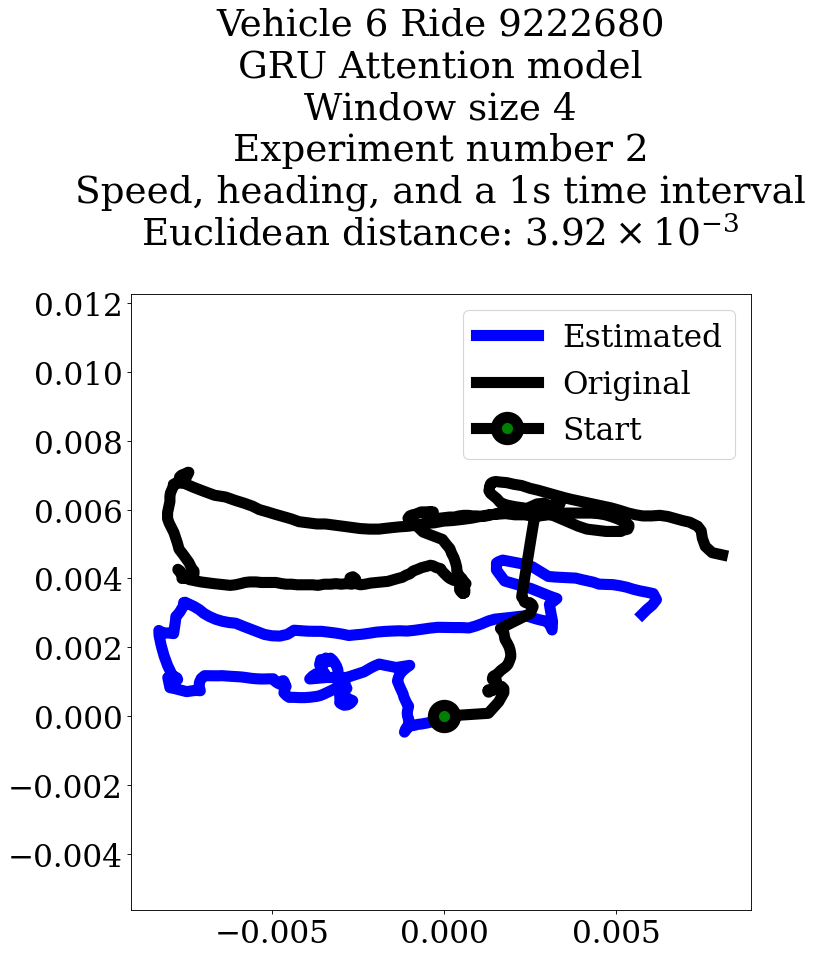 Vehicle 6 Ride 9222680
GRU Attention model
Window size 4
Experiment number 2
Speed, heading, and a 1s time interval
Euclidean distance: 3.92 × 10⁻³
Estimated
Original
Start
0.012
0.010
0.008
0.006
0.004
0.002
0.000
−0.002
−0.004
−0.005 0.000 0.005